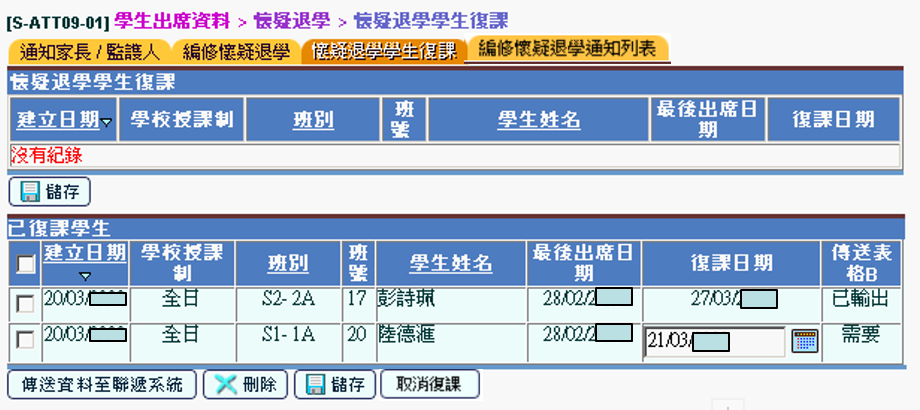 [S-ATT09-01] 學生出席資料 > 懷疑退學 > 懷疑退學學生復課
通知家長 / 監護人 編修懷疑退學 懷疑退學學生復課 編修懷疑退學通知列表
懷疑退學學生復課
建立日期 學校授課制 班別 班號 學生姓名 最後出席日期 復課日期
沒有紀錄
儲存
已復課學生
建立日期 學校授課制 班別 班號 學生姓名 最後出席日期 復課日期 傳送表格B
20/03/ 全日 S2- 2A 17 彭詩珮 28/02/2 27/03/2 已輸出
20/03/ 全日 S1- 1A 20 陸德滙 28/02/2 21/03/ 需要
傳送資料至聯遞系統 刪除 儲存 取消復課